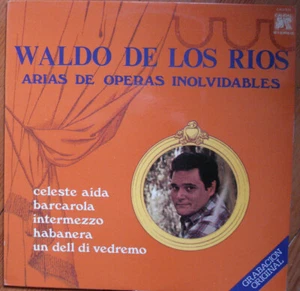 WALDO DE LOS RIOS
ARIAS DE OPERAS INOLVIDABLES
celeste aida
barcarola
intermezzo
habanera
un dell di vedremo
GRABACION
ORIGINAL